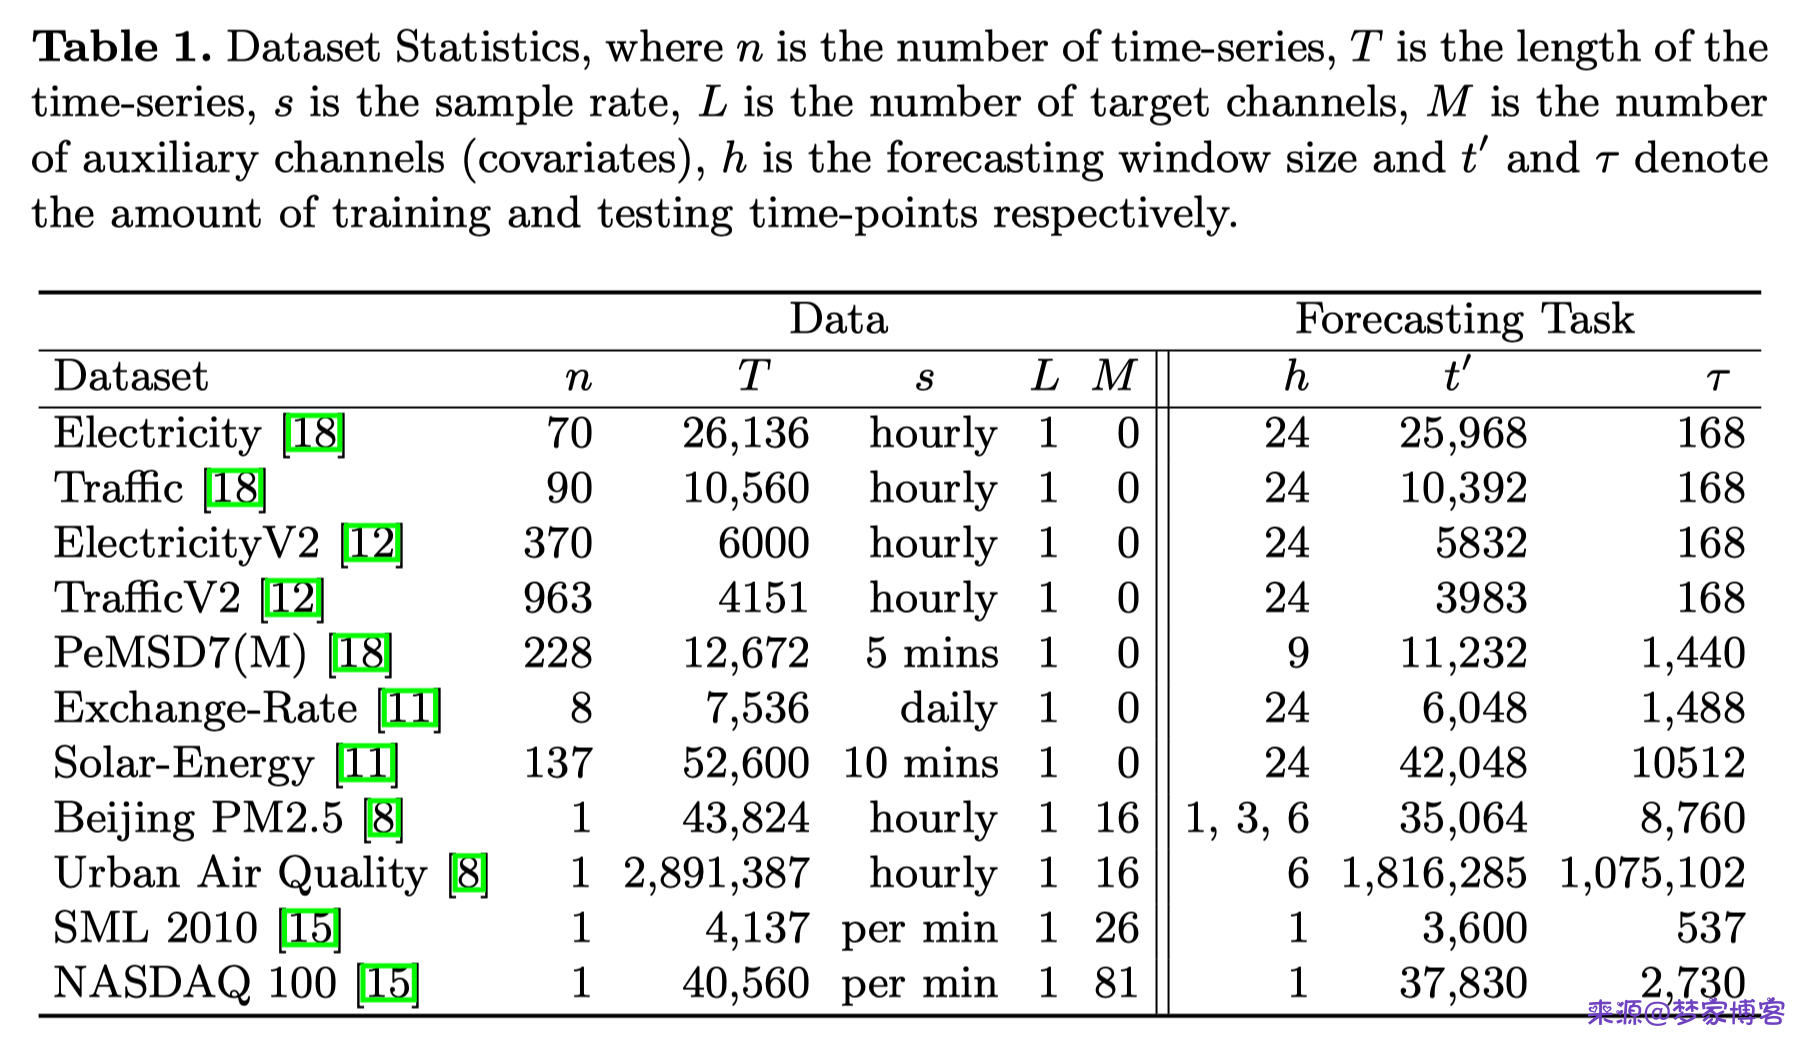 Table 1. Dataset Statistics, where n is the number of time-series, T is the length of the
time-series, s is the sample rate, L is the number of target channels, M is the number
of auxiliary channels (covariates), h is the forecasting window size and t′ and τ denote
the amount of training and testing time-points respectively.
Data Forecasting Task
Dataset n T s L M h t′ τ
Electricity [18] 70 26,136 hourly 1 0 24 25,968 168
Traffic [18] 90 10,560 hourly 1 0 24 10,392 168
ElectricityV2 [12] 370 6000 hourly 1 0 24 5832 168
TrafficV2 [12] 963 4151 hourly 1 0 24 3983 168
PeMSD7(M) [18] 228 12,672 5 mins 1 0 9 11,232 1,440
Exchange-Rate [11] 8 7,536 daily 1 0 24 6,048 1,488
Solar-Energy [11] 137 52,600 10 mins 1 0 24 42,048 10512
Beijing PM2.5 [8] 1 43,824 hourly 1 16 1, 3, 6 35,064 8,760
Urban Air Quality [8] 1 2,891,387 hourly 1 16 6 1,816,285 1,075,102
SML 2010 [15] 1 4,137 per min 1 26 1 3,600 537
NASDAQ 100 [15] 1 40,560 per min 1 81 1 37,830 2,730
来源@梦家博客